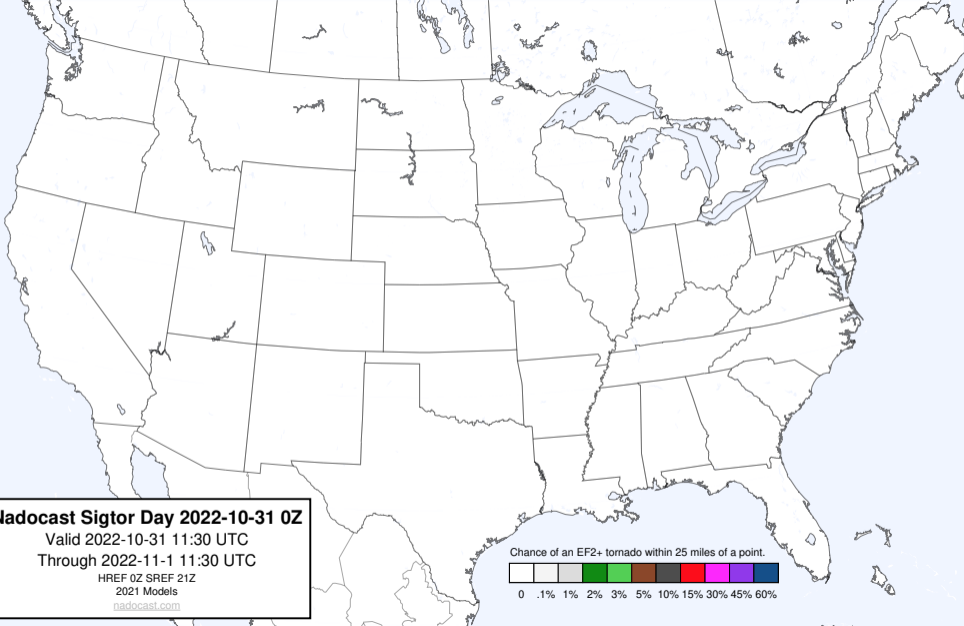 Nadocast Sigtor Day 2022-10-31 0Z
Valid 2022-10-31 11:30 UTC
Through 2022-11-1 11:30 UTC
HREF 0Z SREF 21Z
2021 Models
nadocast.com
Chance of an EF2+ tornado within 25 miles of a point.
0 .1% 1% 2% 3% 5% 10% 15% 30% 45% 60%